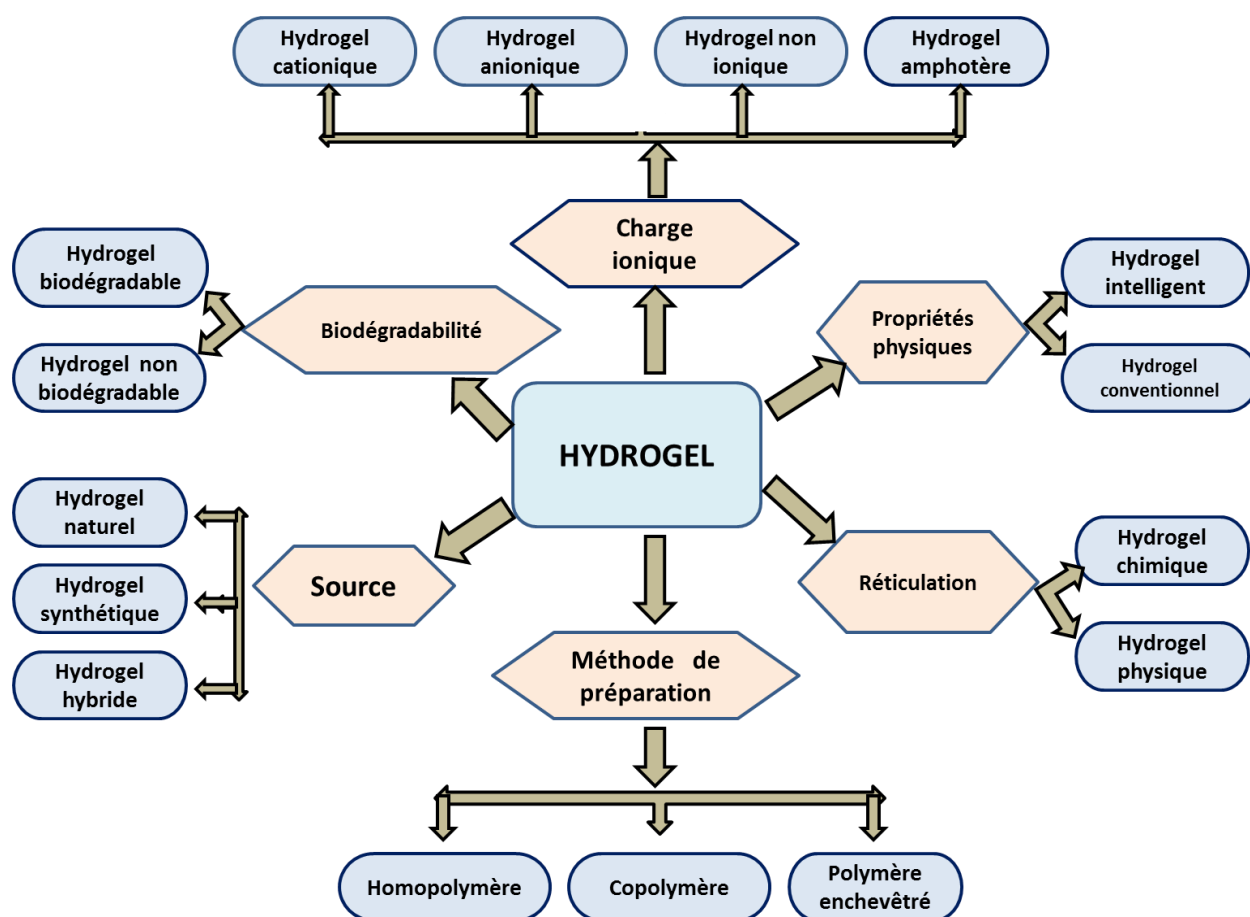 Hydrogel
cationique
Hydrogel
anionique
Hydrogel non
ionique
Hydrogel
amphotère
Charge
ionique
Hydrogel
biodégradable
Hydrogel non
biodégradable
Biodégradabilité
Propriétés
physiques
Hydrogel
intelligent
Hydrogel
conventionnel
HYDROGEL
Hydrogel
naturel
Hydrogel
synthétique
Hydrogel
hybride
Source
Réticulation
Hydrogel
chimique
Hydrogel
physique
Méthode de
préparation
Homopolymère
Copolymère
Polymère
enchevêtré